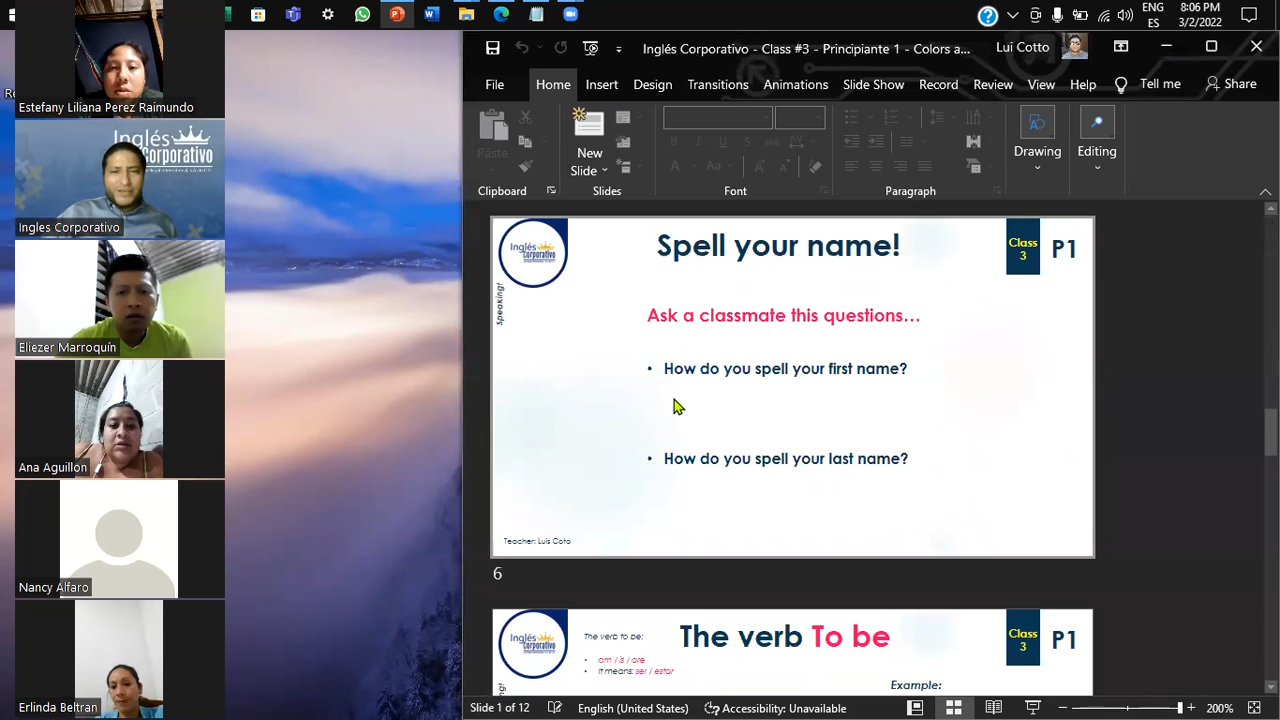 ENG
ES
8:06 PM
3/2/2022
Inglés Corporativo - Class #3 - Principiante 1 - Colors a...
Lui Cotto
File Home Insert Design Transitions Animations Slide Show Record Review View Help Tell me Share
Paste
New
Slide
Drawing
Editing
Clipboard Slides Font Paragraph
Estefany Liliana Perez Raimundo
Inglés
Corporativo
Ingles Corporativo
Eliezer Marroquín
Ana Aguillon
Nancy Alfaro
Erlinda Beltran
Inglés
Corporativo
Spell your name!
Class
3
P1
Speaking!
Ask a classmate this questions…
• How do you spell your first name?
• How do you spell your last name?
Teacher: Luis Coto
6
Inglés
Corporativo
The verb to be:
• am / is / are
• It means: ser / estar
The verb To be
Class
3
P1
Example:
Slide 1 of 12
English (United States)
Accessibility: Unavailable
200%